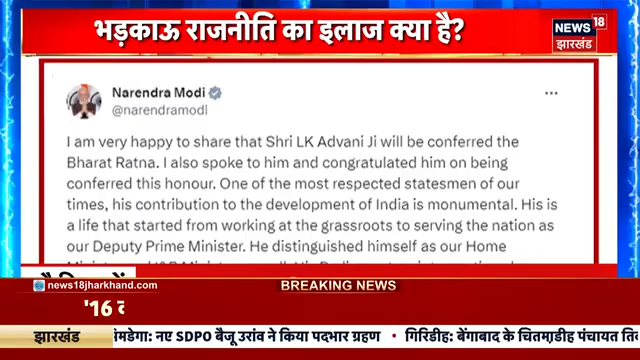 भड़काऊ राजनीति का इलाज क्या है?
NEWS 18
झारखंड
Narendra Modi
@narendramodi
I am very happy to share that Shri LK Advani Ji will be conferred the
Bharat Ratna. I also spoke to him and congratulated him on being
conferred this honour. One of the most respected statesmen of our
times, his contribution to the development of India is monumental. His is
a life that started from working at the grassroots to serving the nation as
our Deputy Prime Minister. He distinguished himself as our Home
news18jharkhand.com
BREAKING NEWS
'16
झारखंड
नए SDPO बैजू उरांव ने किया पदभार ग्रहण • गिरिडीह: बेंगाबाद के चितमाडीह पंचायत